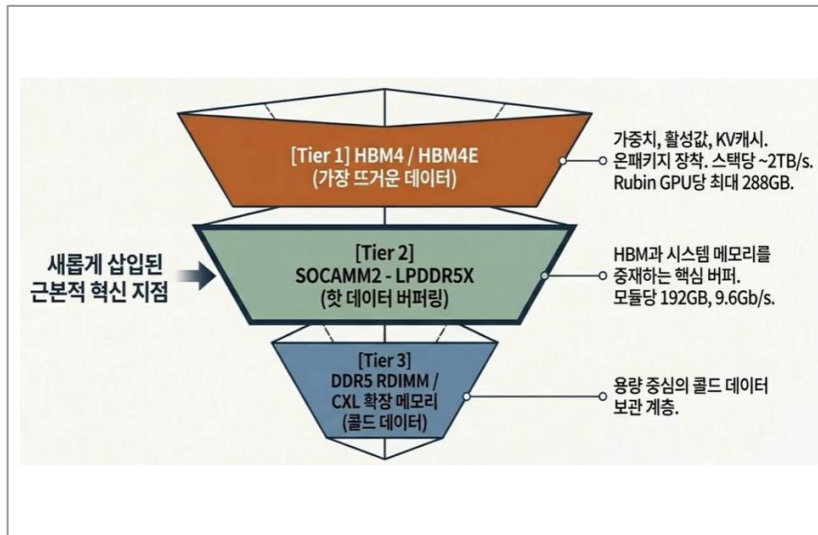 [Tier 1] HBM4 / HBM4E
(가장 뜨거운 데이터)
가중치, 활성값, KV캐시.
온패키지 장착. 스택당 ~2TB/s.
Rubin GPU당 최대 288GB.
새롭게 삽입된
근본적 혁신 지점
[Tier 2]
SOCAMM2 - LPDDR5X
(핫 데이터 버퍼링)
HBM과 시스템 메모리를
중재하는 핵심 버퍼.
모듈당 192GB, 9.6Gb/s.
[Tier 3]
DDR5 RDIMM /
CXL 확장 메모리
(콜드 데이터)
용량 중심의 콜드 데이터
보관 계층.